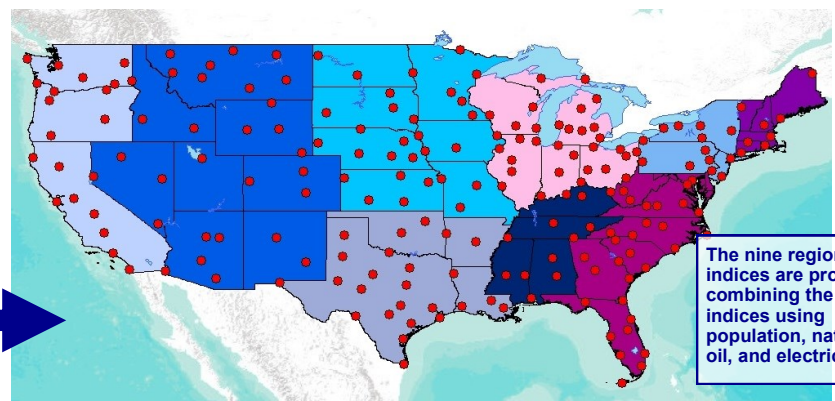 The nine region
indices are pro
combining the
indices using
population, nat
oil, and electric